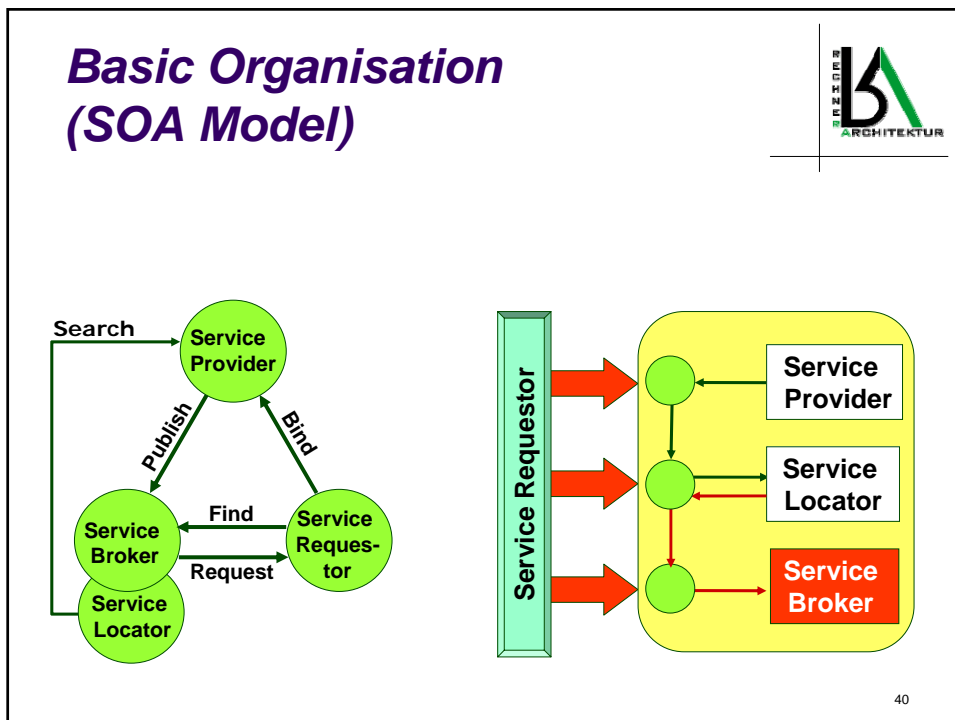 Basic Organisation
(SOA Model)
RECHNER
ARCHITEKTUR
Search
Service
Provider
Publish
Bind
Service
Broker
Find
Request
Service
Reques-
tor
Service
Locator
Service Requestor
Service
Provider
Service
Locator
Service
Broker
40